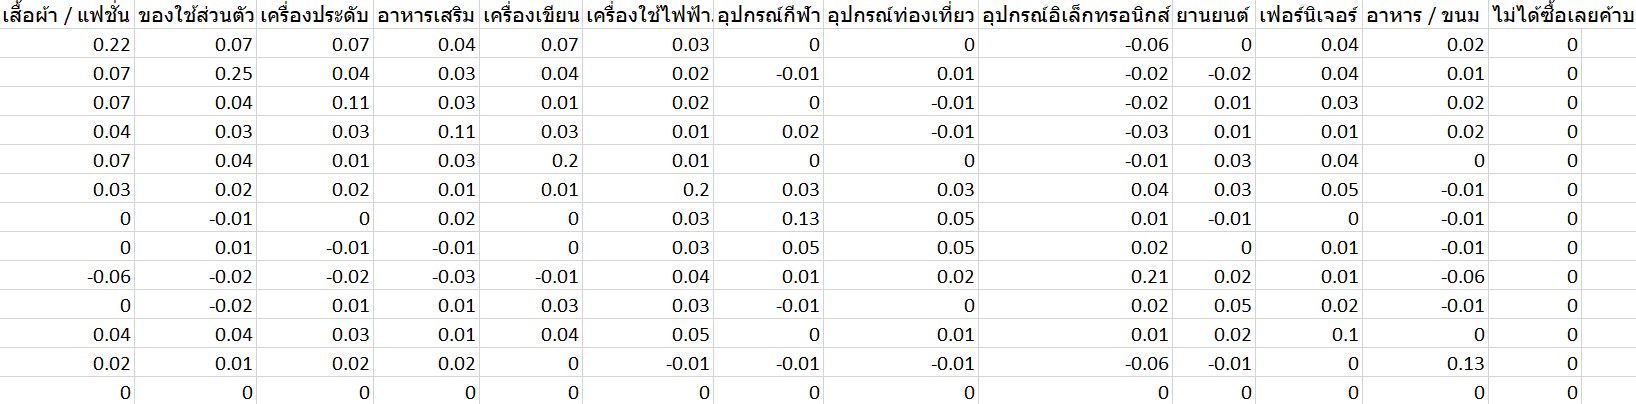 เสื้อผ้า / แฟชั่น ของใช้ส่วนตัว เครื่องประดับ อาหารเสริม เครื่องเขียน เครื่องใช้ไฟฟ้า อุปกรณ์กีฬา อุปกรณ์ท่องเที่ยว อุปกรณ์อิเล็กทรอนิกส์ ยานยนต์ เฟอร์นิเจอร์ อาหาร / ขนม ไม่ได้ซื้อเลยค้าบ
0.22 0.07 0.07 0.04 0.07 0.03 0 0 -0.06 0 0.04 0.02 0
0.07 0.25 0.04 0.03 0.04 0.02 -0.01 0.01 -0.02 -0.02 0.04 0.01 0
0.07 0.04 0.11 0.03 0.01 0.02 0 -0.01 -0.02 0.01 0.03 0.02 0
0.04 0.03 0.03 0.11 0.03 0.01 0.02 -0.01 -0.03 0.01 0.01 0.02 0
0.07 0.04 0.01 0.03 0.2 0.01 0 0 -0.01 0.03 0.04 0 0
0.03 0.02 0.02 0.01 0.01 0.2 0.03 0.03 0.04 0.03 0.05 -0.01 0
0 -0.01 0 0.02 0 0.03 0.13 0.05 0.01 -0.01 0 -0.01 0
0 0.01 -0.01 -0.01 0 0.03 0.05 0.05 0.02 0 0.01 -0.01 0
-0.06 -0.02 -0.02 -0.03 -0.01 0.04 0.01 0.02 0.21 0.02 0.01 -0.06 0
0 -0.02 0.01 0.01 0.03 0.03 -0.01 0 0.02 0.05 0.02 -0.01 0
0.04 0.04 0.03 0.01 0.04 0.05 0 0.01 0.01 0.02 0.1 0 0
0.02 0.01 0.02 0.02 0 -0.01 -0.01 -0.01 -0.06 -0.01 0 0.13 0
0 0 0 0 0 0 0 0 0 0 0 0 0